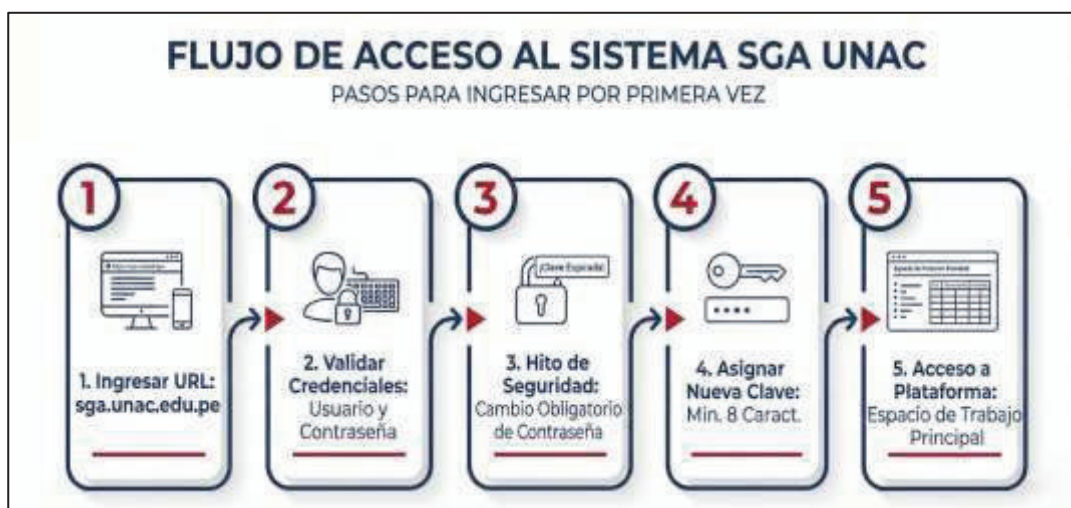 FLUJO DE ACCESO AL SISTEMA SGA UNAC
PASOS PARA INGRESAR POR PRIMERA VEZ
1
1. Ingresar URL:
sga.unac.edu.pe
2
2. Validar
Credenciales:
Usuario y
Contraseña
3
¡Clave Expirada!
3. Hito de
Seguridad:
Cambio Obligatorio
de Contraseña
4
4. Asignar
Nueva Clave:
Min. 8 Caract.
5
5. Acceso a
Plataforma:
Espacio de Trabajo
Principal